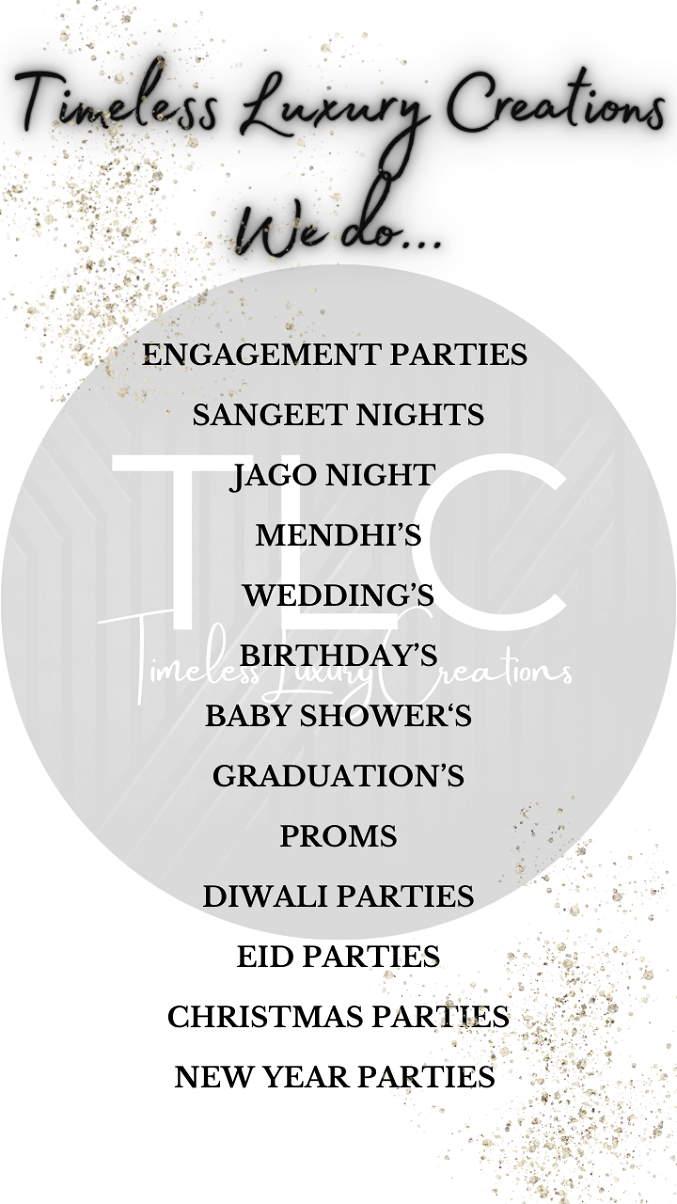 Timeless Luxury Creations
We do...
ENGAGEMENT PARTIES
SANGEET NIGHTS
JAGO NIGHT
TLC
MENDHI’S
WEDDING’S
BIRTHDAY’S
Timeless Luxury Creations
BABY SHOWER‘S
GRADUATION’S
PROMS
DIWALI PARTIES
EID PARTIES
CHRISTMAS PARTIES
NEW YEAR PARTIES